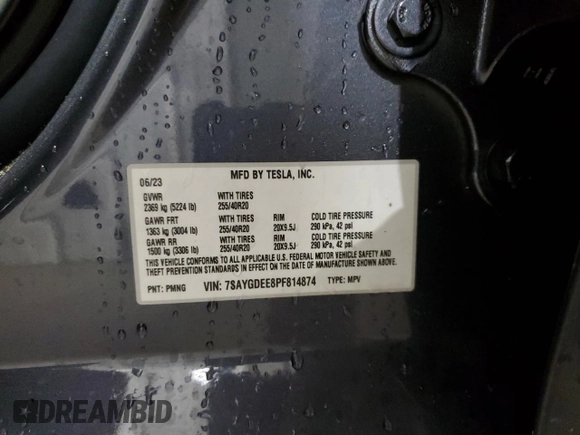 06/23 MFD BY TESLA, INC.
GVWR WITH TIRES
2369 kg (5224 lb) 255/40R20
GAWR FRT WITH TIRES RIM COLD TIRE PRESSURE
1363 kg (3004 lb) 255/40R20 20X9.5J 290 kPa, 42 psi
GAWR RR WITH TIRES RIM COLD TIRE PRESSURE
1500 kg (3306 lb) 255/40R20 20X9.5J 290 kPa, 42 psi
THIS VEHICLE CONFORMS TO ALL APPLICABLE U.S. FEDERAL MOTOR VEHICLE SAFETY AND
THEFT PREVENTION STANDARDS IN EFFECT ON THE DATE OF MANUFACTURE SHOWN ABOVE.
PNT: PMNG VIN: 7SAYGDEE8PF814874 TYPE: MPV
DREAMBID